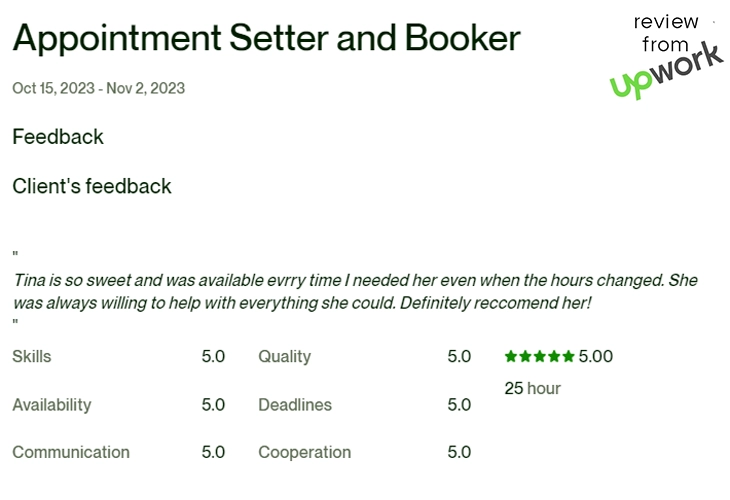 Appointment Setter and Booker
review
from
upwork
Oct 15, 2023 - Nov 2, 2023
Feedback
Client's feedback
"
Tina is so sweet and was available evrry time I needed her even when the hours changed. She
was always willing to help with everything she could. Definitely reccomend her!
"
Skills 5.0 Quality 5.0 ★★★★★ 5.00
25 hour
Availability 5.0 Deadlines 5.0
Communication 5.0 Cooperation 5.0